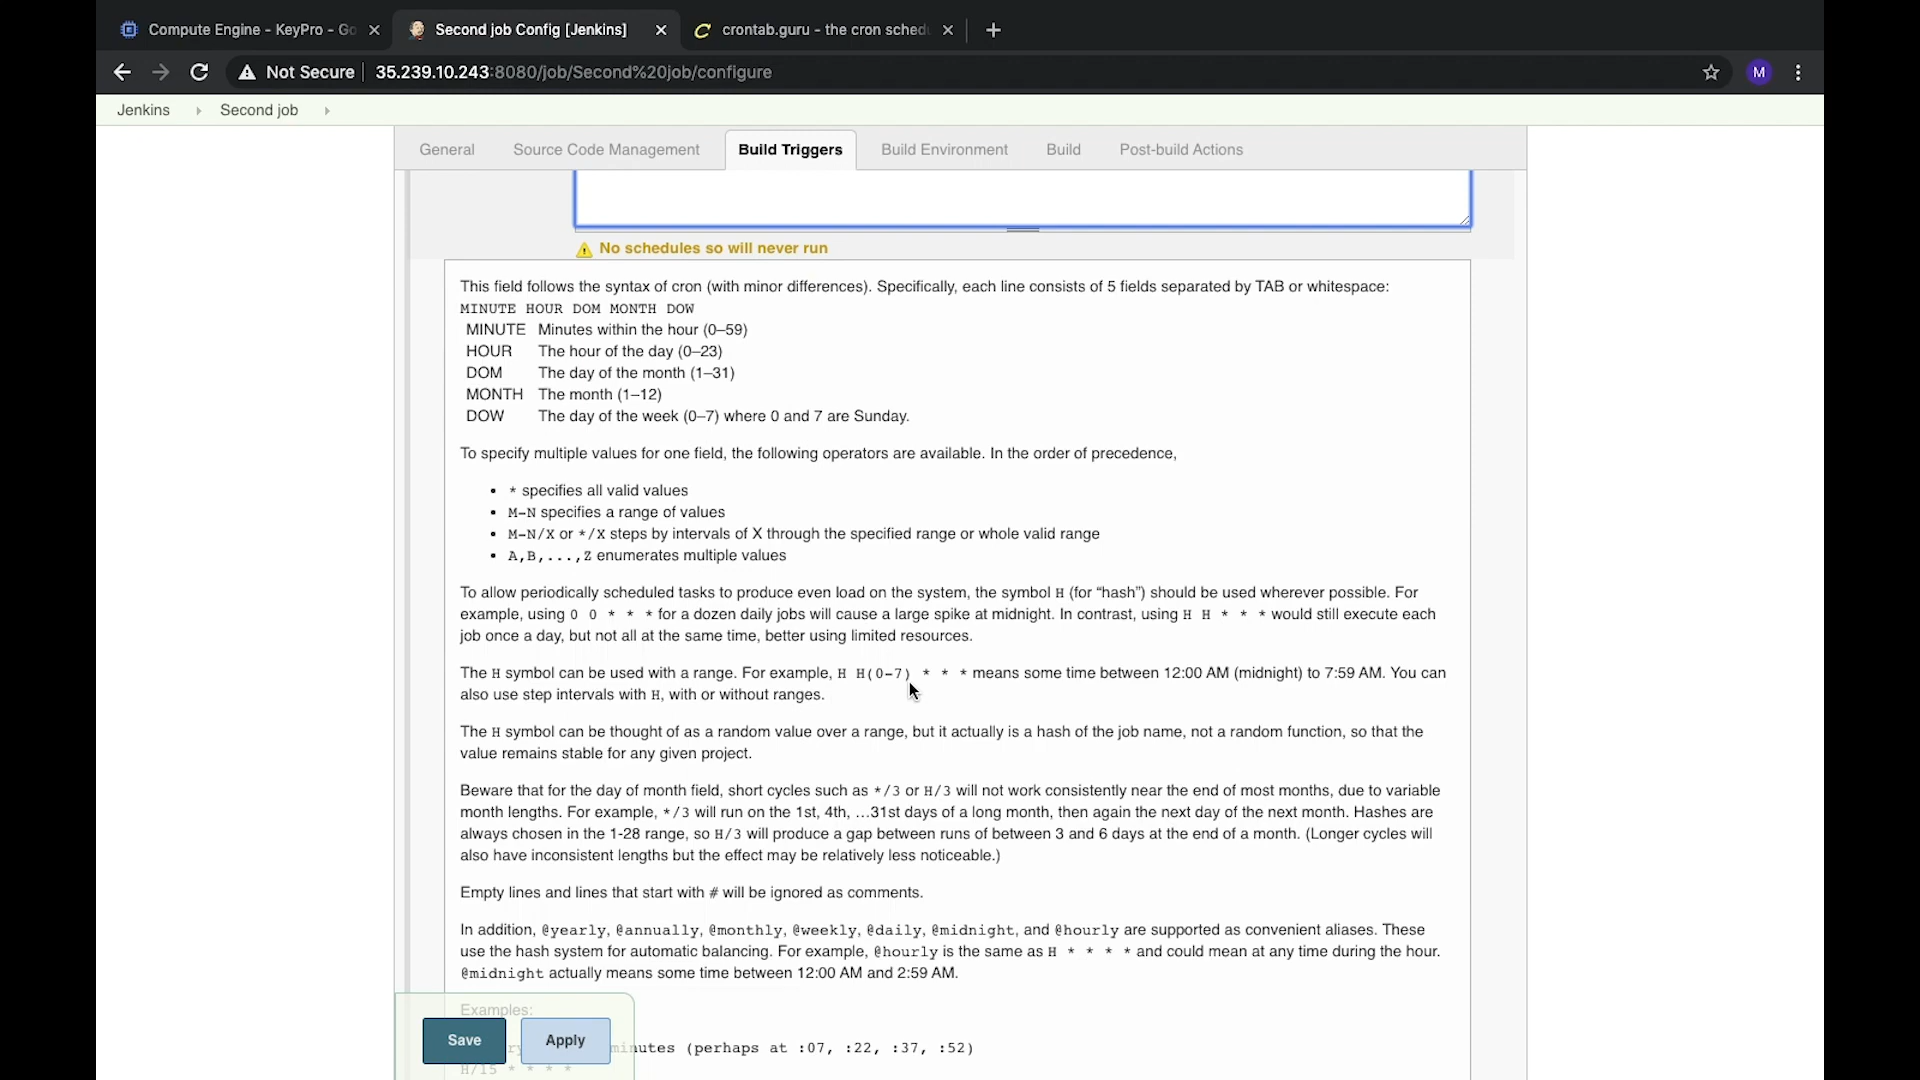 Compute Engine - KeyPro - Go
Second job Config [Jenkins]
crontab.guru - the cron sched
Not Secure
35.239.10.243:8080/job/Second%20job/configure
M
Jenkins
Second job
General
Source Code Management
Build Triggers
Build Environment
Build
Post-build Actions
No schedules so will never run
This field follows the syntax of cron (with minor differences). Specifically, each line consists of 5 fields separated by TAB or whitespace:
MINUTE HOUR DOM MONTH DOW
MINUTE Minutes within the hour (0–59)
HOUR The hour of the day (0–23)
DOM The day of the month (1–31)
MONTH The month (1–12)
DOW The day of the week (0–7) where 0 and 7 are Sunday.
To specify multiple values for one field, the following operators are available. In the order of precedence,
• * specifies all valid values
• M-N specifies a range of values
• M-N/X or */X steps by intervals of X through the specified range or whole valid range
• A,B,...,Z enumerates multiple values
To allow periodically scheduled tasks to produce even load on the system, the symbol H (for “hash”) should be used wherever possible. For
example, using 0 0 * * * for a dozen daily jobs will cause a large spike at midnight. In contrast, using H H * * * would still execute each
job once a day, but not all at the same time, better using limited resources.
The H symbol can be used with a range. For example, H H(0-7) * * * means some time between 12:00 AM (midnight) to 7:59 AM. You can
also use step intervals with H, with or without ranges.
The H symbol can be thought of as a random value over a range, but it actually is a hash of the job name, not a random function, so that the
value remains stable for any given project.
Beware that for the day of month field, short cycles such as */3 or H/3 will not work consistently near the end of most months, due to variable
month lengths. For example, */3 will run on the 1st, 4th, …31st days of a long month, then again the next day of the next month. Hashes are
always chosen in the 1-28 range, so H/3 will produce a gap between runs of between 3 and 6 days at the end of a month. (Longer cycles will
also have inconsistent lengths but the effect may be relatively less noticeable.)
Empty lines and lines that start with # will be ignored as comments.
In addition, @yearly, @annually, @monthly, @weekly, @daily, @midnight, and @hourly are supported as convenient aliases. These
use the hash system for automatic balancing. For example, @hourly is the same as H * * * * and could mean at any time during the hour.
@midnight actually means some time between 12:00 AM and 2:59 AM.
Examples:
Save
Apply
minutes (perhaps at :07, :22, :37, :52)
H/15 * * * *